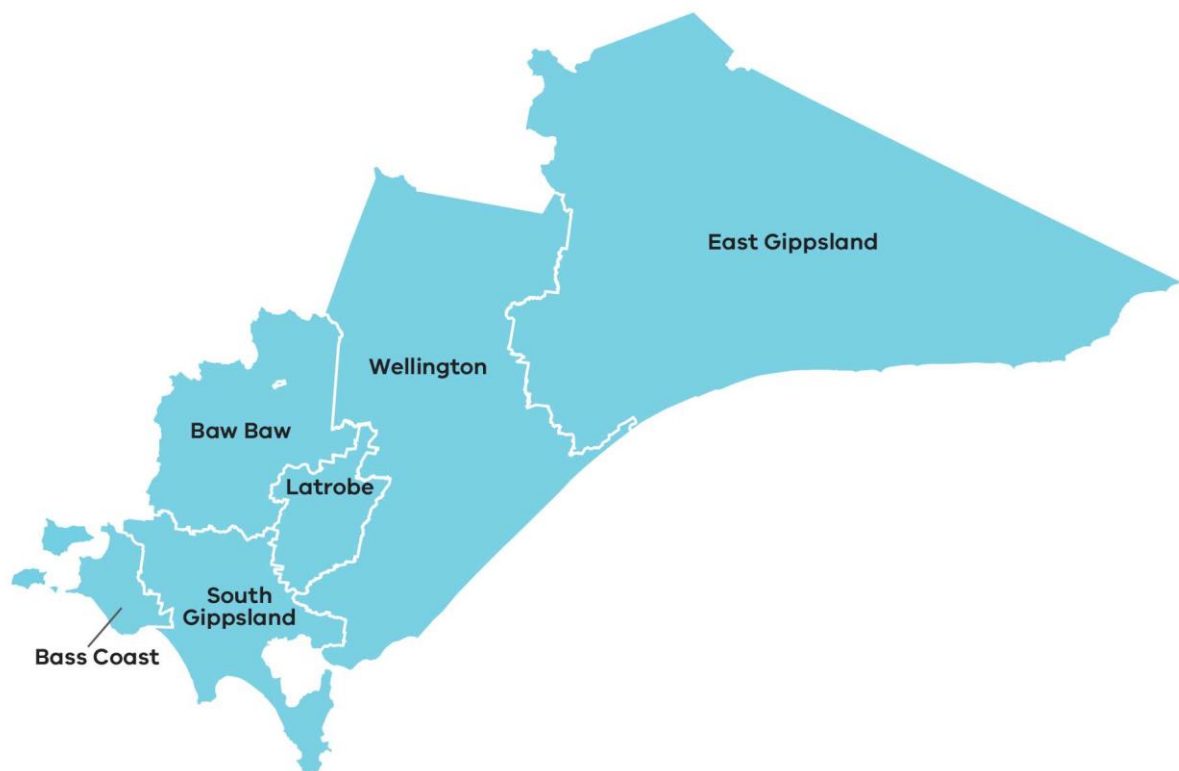 East Gippsland
Wellington
Baw Baw
Latrobe
South
Gippsland
Bass Coast